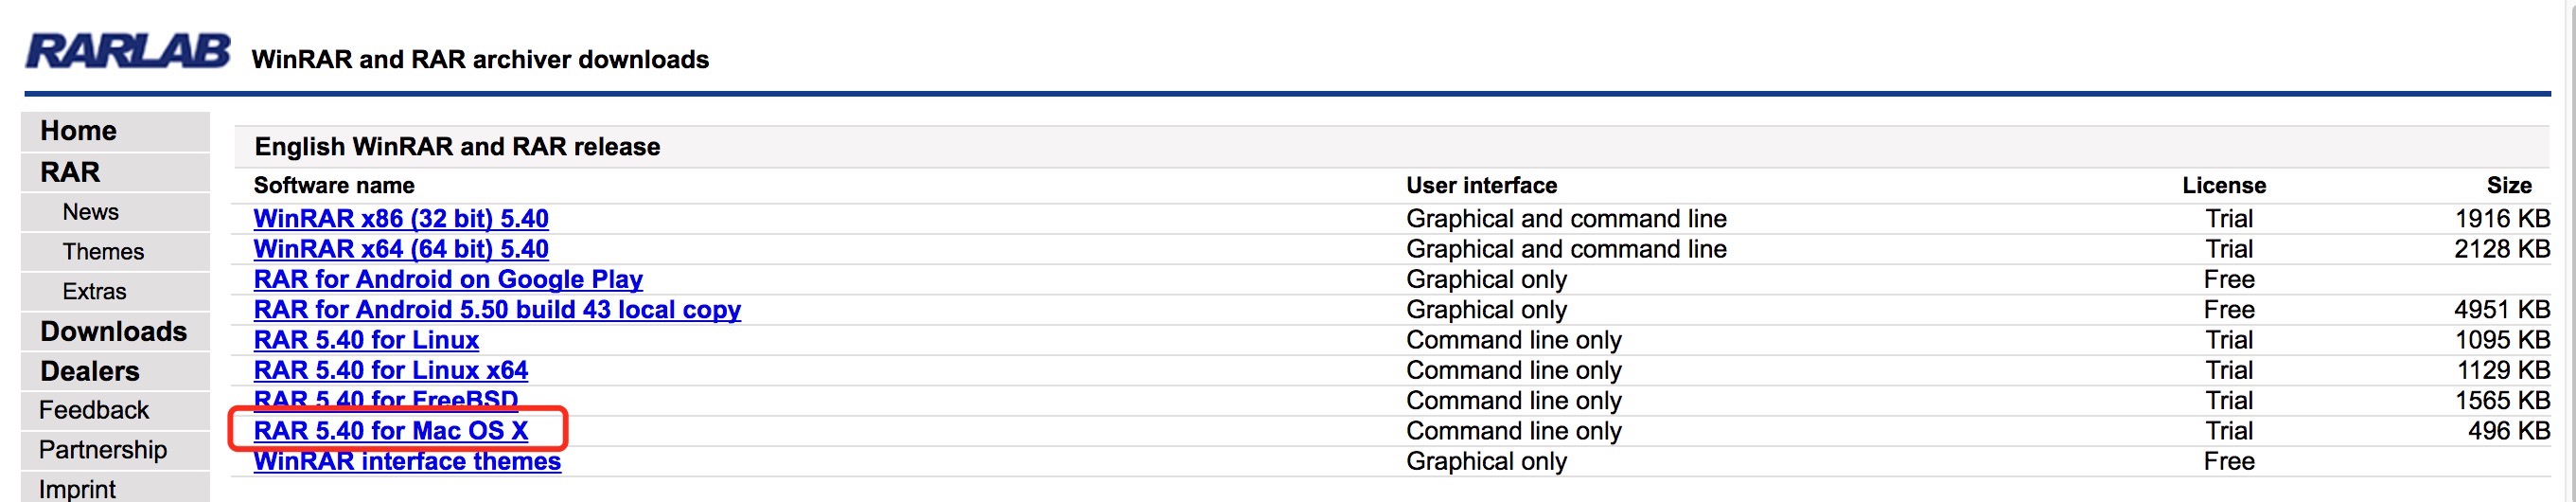 RARLAB WinRAR and RAR archiver downloads
Home
RAR
News
Themes
Extras
Downloads
Dealers
Feedback
Partnership
Imprint
English WinRAR and RAR release
Software name User interface License Size
WinRAR x86 (32 bit) 5.40 Graphical and command line Trial 1916 KB
WinRAR x64 (64 bit) 5.40 Graphical and command line Trial 2128 KB
RAR for Android on Google Play Graphical only Free
RAR for Android 5.50 build 43 local copy Graphical only Free 4951 KB
RAR 5.40 for Linux Command line only Trial 1095 KB
RAR 5.40 for Linux x64 Command line only Trial 1129 KB
RAR 5.40 for FreeBSD Command line only Trial 1565 KB
RAR 5.40 for Mac OS X Command line only Trial 496 KB
WinRAR interface themes Graphical only Free